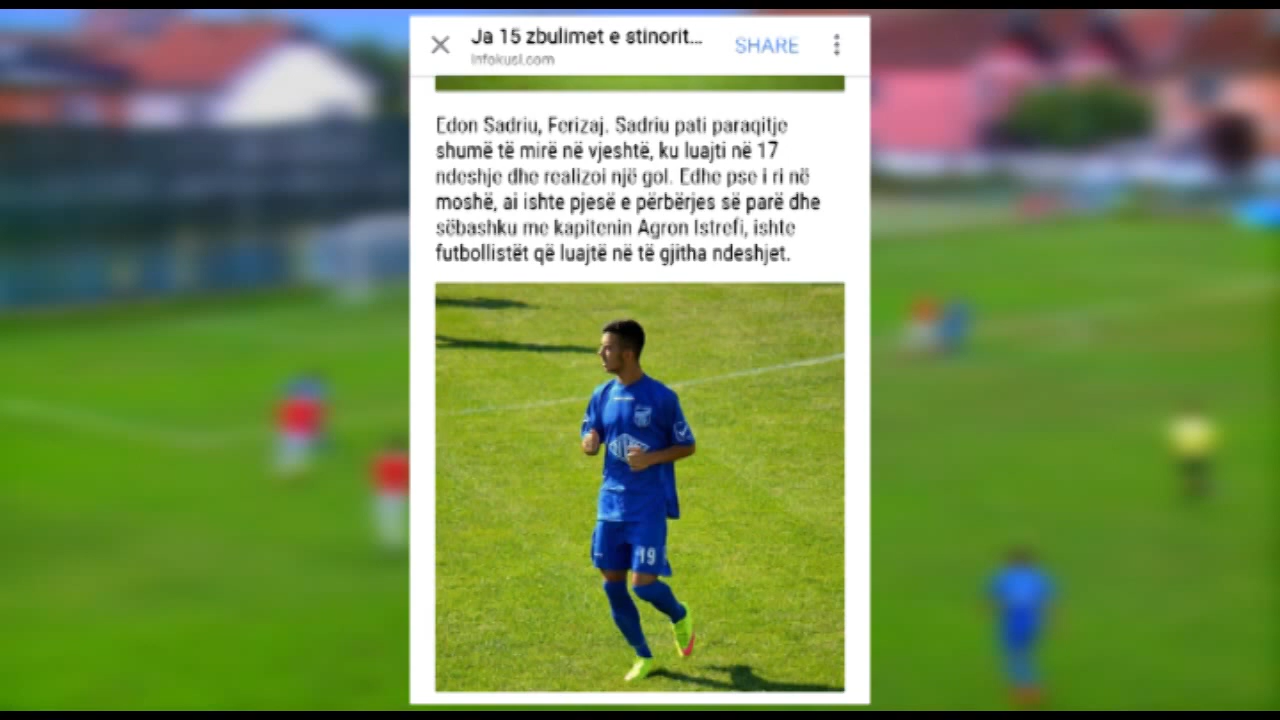 Ja 15 zbulimet e stinorit...
Infokusi.com
SHARE
Edon Sadriu, Ferizaj. Sadriu pati paraqitje
shumë të mirë në vjeshtë, ku luajti në 17
ndeshje dhe realizoi një gol. Edhe pse i ri në
moshë, ai ishte pjesë e përbërjes së parë dhe
sëbashku me kapitenin Agron Istrefi, ishte
futbollistët që luajtë në të gjitha ndeshjet.
19